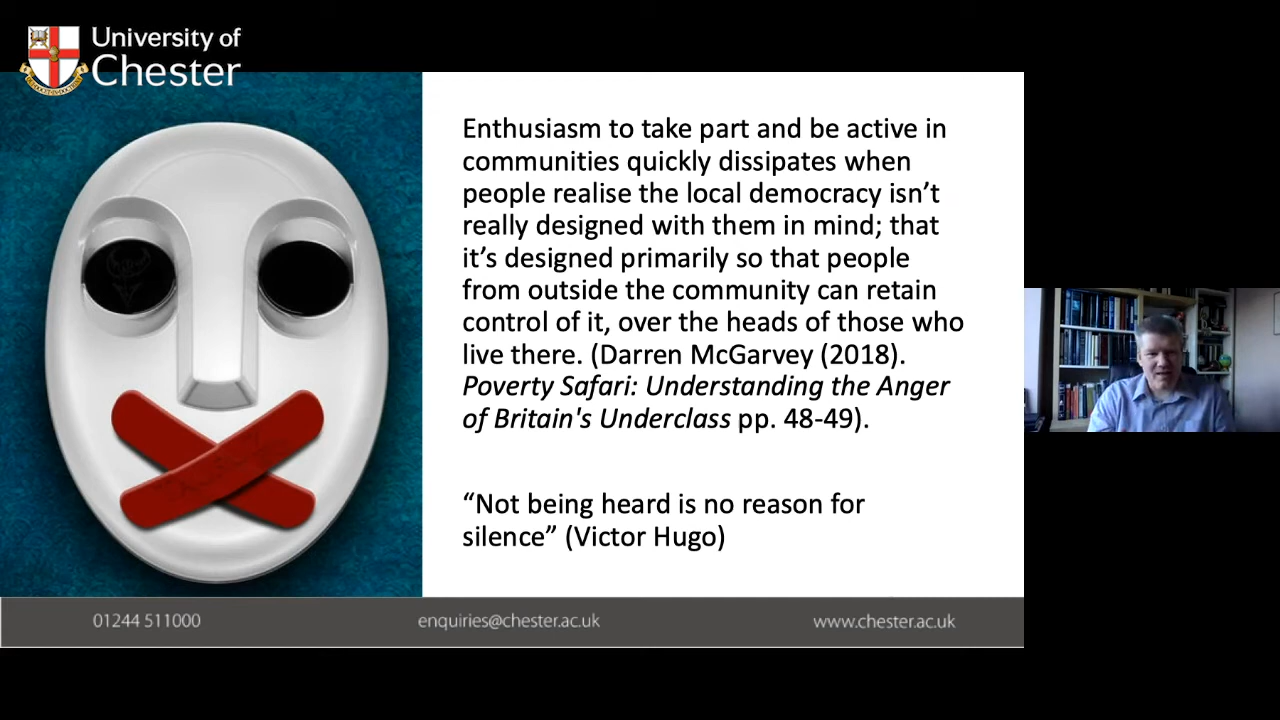 University of
Chester
Enthusiasm to take part and be active in
communities quickly dissipates when
people realise the local democracy isn’t
really designed with them in mind; that
it’s designed primarily so that people
from outside the community can retain
control of it, over the heads of those who
live there. (Darren McGarvey (2018).
Poverty Safari: Understanding the Anger
of Britain's Underclass pp. 48-49).
“Not being heard is no reason for
silence” (Victor Hugo)
01244 511000
enquiries@chester.ac.uk
www.chester.ac.uk